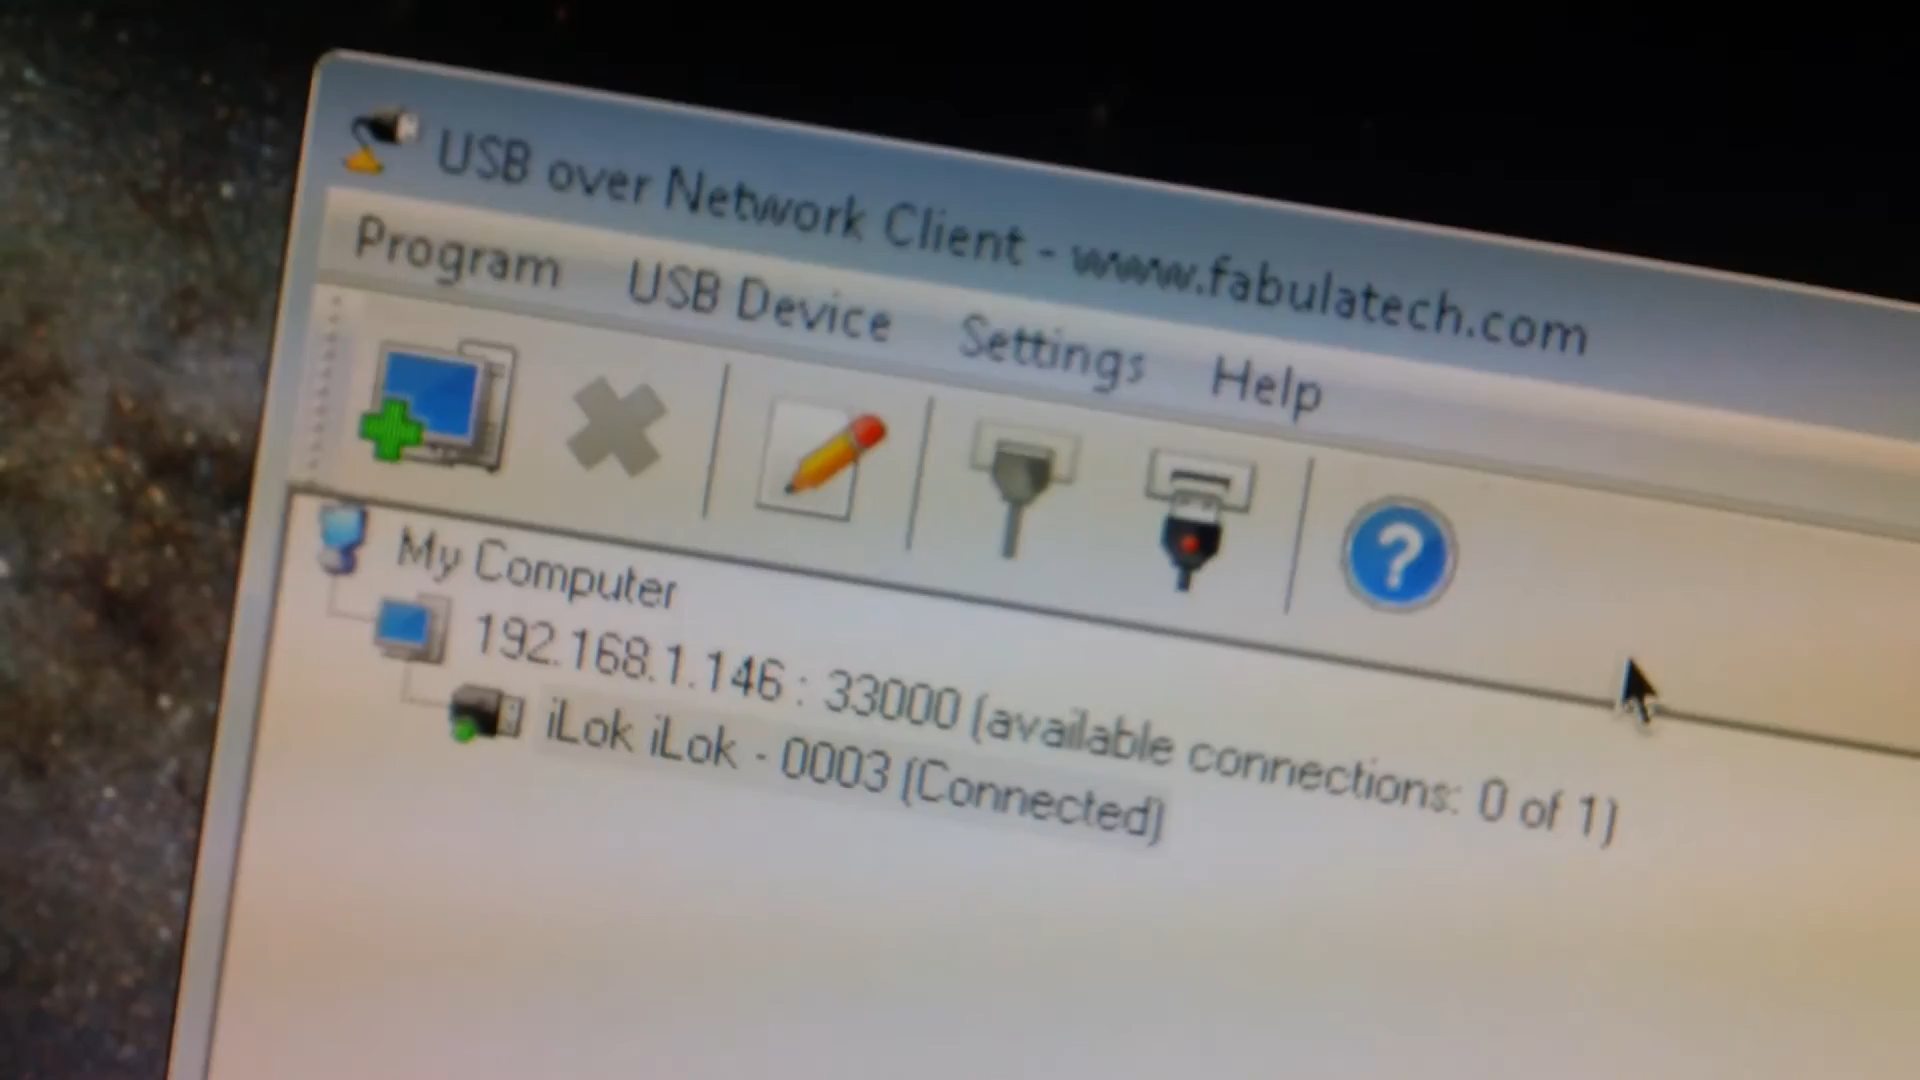 USB over Network Client - www.fabulatech.com
Program USB Device Settings Help
My Computer
192.168.1.146 : 33000 (available connections: 0 of 1)
iLok iLok - 0003 (Connected)